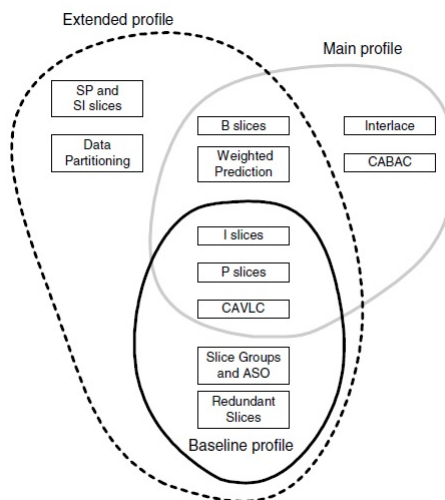 Extended profile
Main profile
SP and
SI slices
B slices
Interlace
Data
Partitioning
Weighted
Prediction
CABAC
I slices
P slices
CAVLC
Slice Groups
and ASO
Redundant
Slices
Baseline profile